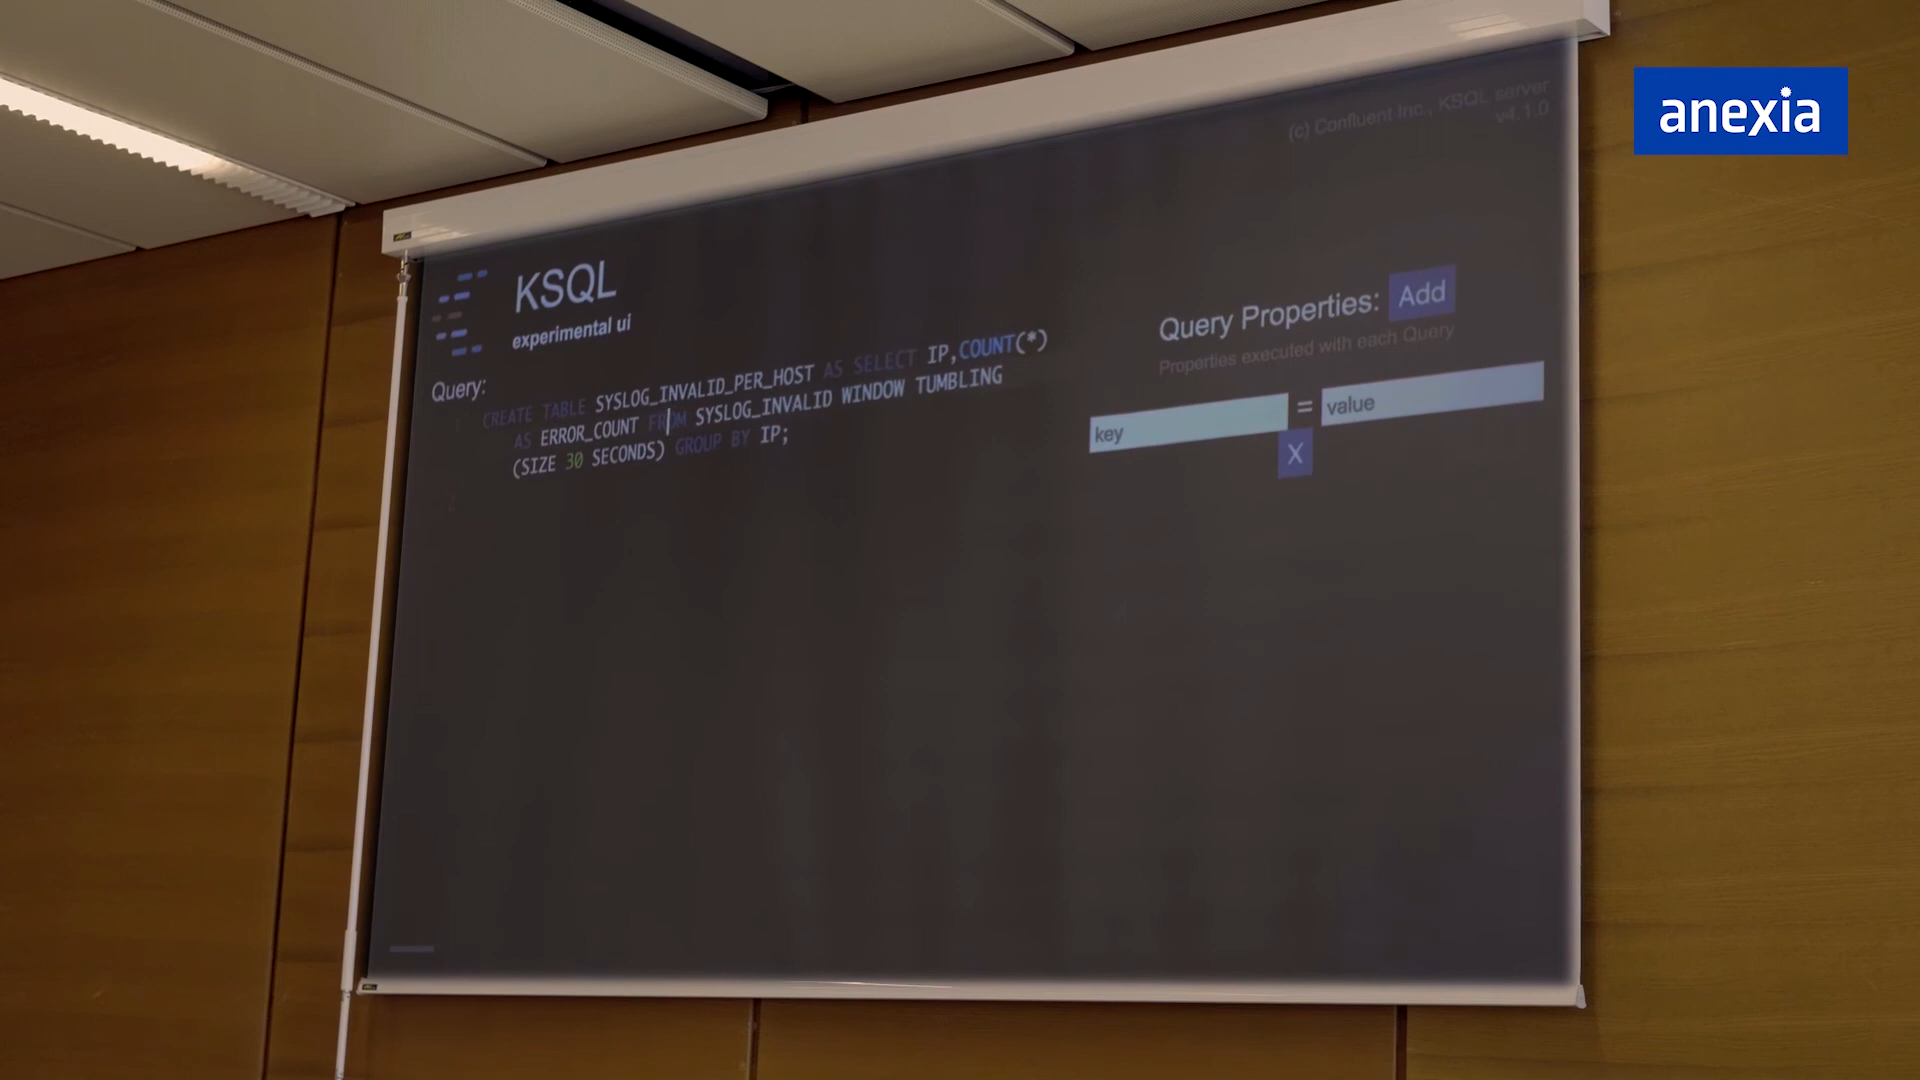 anexia
(c) Confluent Inc., KSQL server
v4.1.0
KSQL
experimental ui
Query:
CREATE TABLE SYSLOG_INVALID_PER_HOST AS SELECT IP,COUNT(*)
AS ERROR_COUNT FROM SYSLOG_INVALID WINDOW TUMBLING
(SIZE 30 SECONDS) GROUP BY IP;
Query Properties: Add
Properties executed with each Query
key = value
X